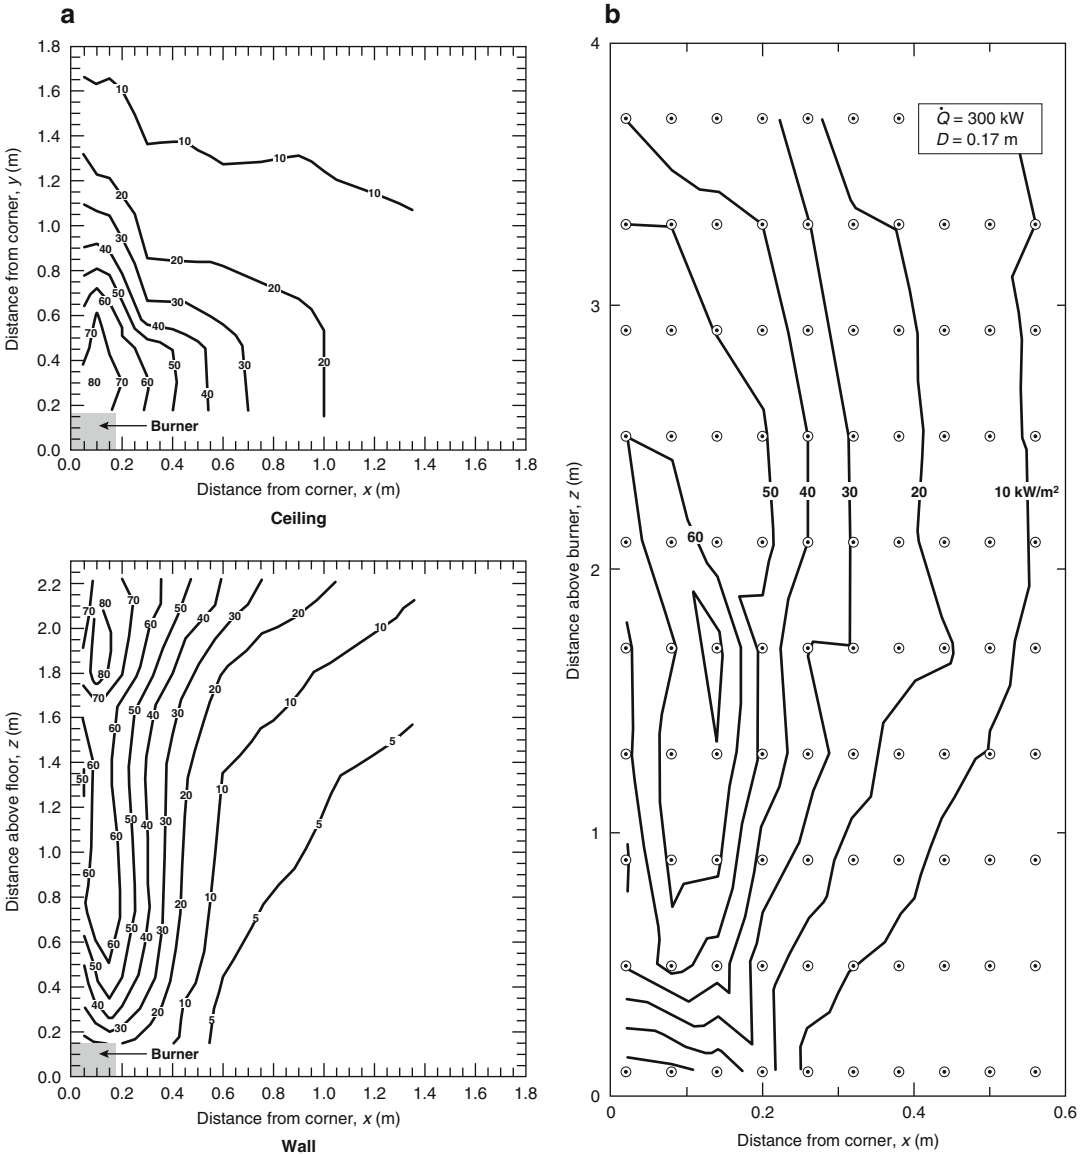 a
1.8
1.6
1.4
1.2
1.0
0.8
0.6
0.4
0.2
0.0
Distance from corner, y (m)
10
10
10
10
20
20
20
20
30
30
30
40
40
40
50
50
60
60
70
70
80
Burner
0.0 0.2 0.4 0.6 0.8 1.0 1.2 1.4 1.6 1.8
Distance from corner, x (m)
Ceiling
2.2
2.0
1.8
1.6
1.4
1.2
1.0
0.8
0.6
0.4
0.2
0.0
Distance above floor, z (m)
70 80 70 60 50 40 30 20 10
80 70 60 50 40 30 20 10 5
50 60 60 50 40 30 20 10 5
60 60 50 40 30 20 10 5
50 40 30 20 10 5
Burner
0.0 0.2 0.4 0.6 0.8 1.0 1.2 1.4 1.6 1.8
Distance from corner, x (m)
Wall
b
4
3
2
1
0
Distance above burner, z (m)
Q̇ = 300 kW
D = 0.17 m
50 40 30 20 10 kW/m²
60
0 0.2 0.4 0.6
Distance from corner, x (m)